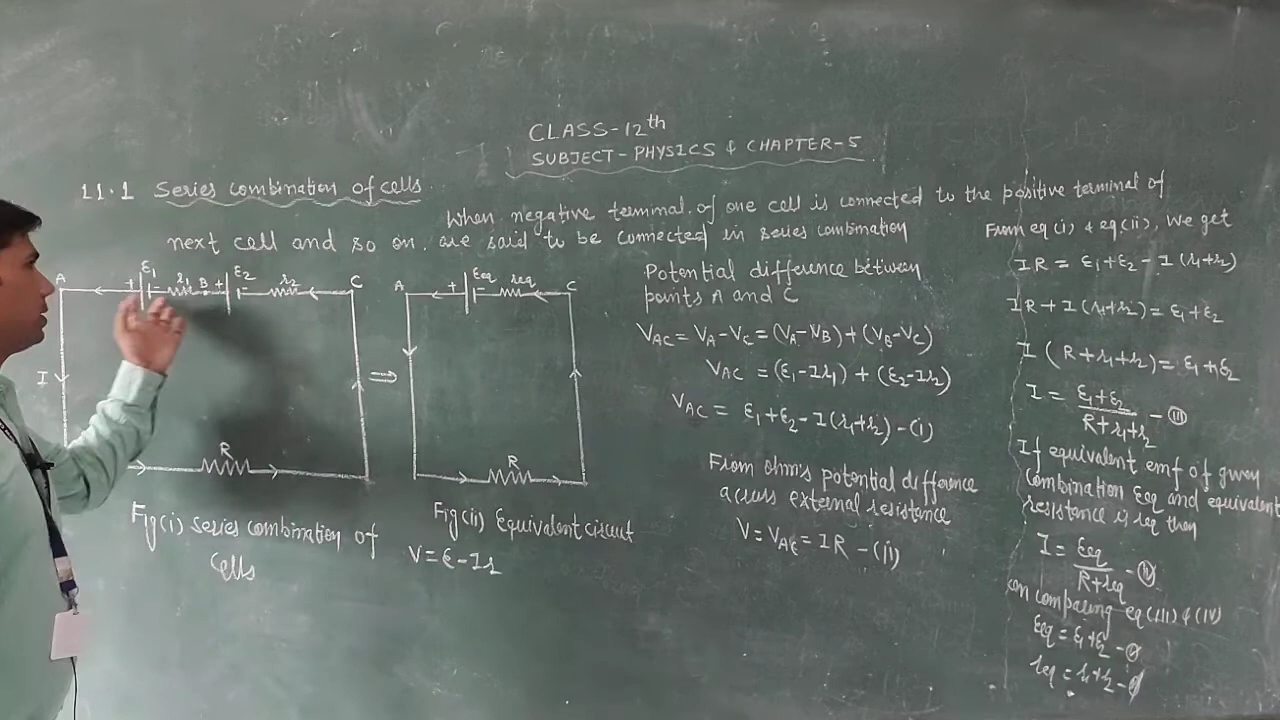 CLASS-12th
SUBJECT-PHYSICS & CHAPTER-5
11.1 Series combination of cells
When negative terminal of one cell is connected to the positive terminal of
next cell and so on are said to be connected in series combination
A + ε1 - r1 B + ε2 - r2 C
I
R
Fig(i) Series combination of
Cells
⇒
A + εeq - req C
R
Fig(ii) Equivalent circuit
V = ε - Ir
Potential difference between
points A and C
VAC = VA - VC = (VA - VB) + (VB - VC)
VAC = (ε1 - Ir1) + (ε2 - Ir2)
VAC = ε1 + ε2 - I(r1+r2) - (i)
From ohm's potential difference
across external resistance
V = VAC = IR - (ii)
From eq(i) & eq(ii), we get
IR = ε1 + ε2 - I(r1+r2)
IR + I(r1+r2) = ε1 + ε2
I (R + r1 + r2) = ε1 + ε2
I = ε1 + ε2 / R + r1 + r2 - (iii)
If equivalent emf of given
combination εeq and equivalent
resistance is req then
I = εeq / R + req - (iv)
on comparing eq(iii) & (iv)
εeq = ε1 + ε2 - (v)
req = r1 + r2